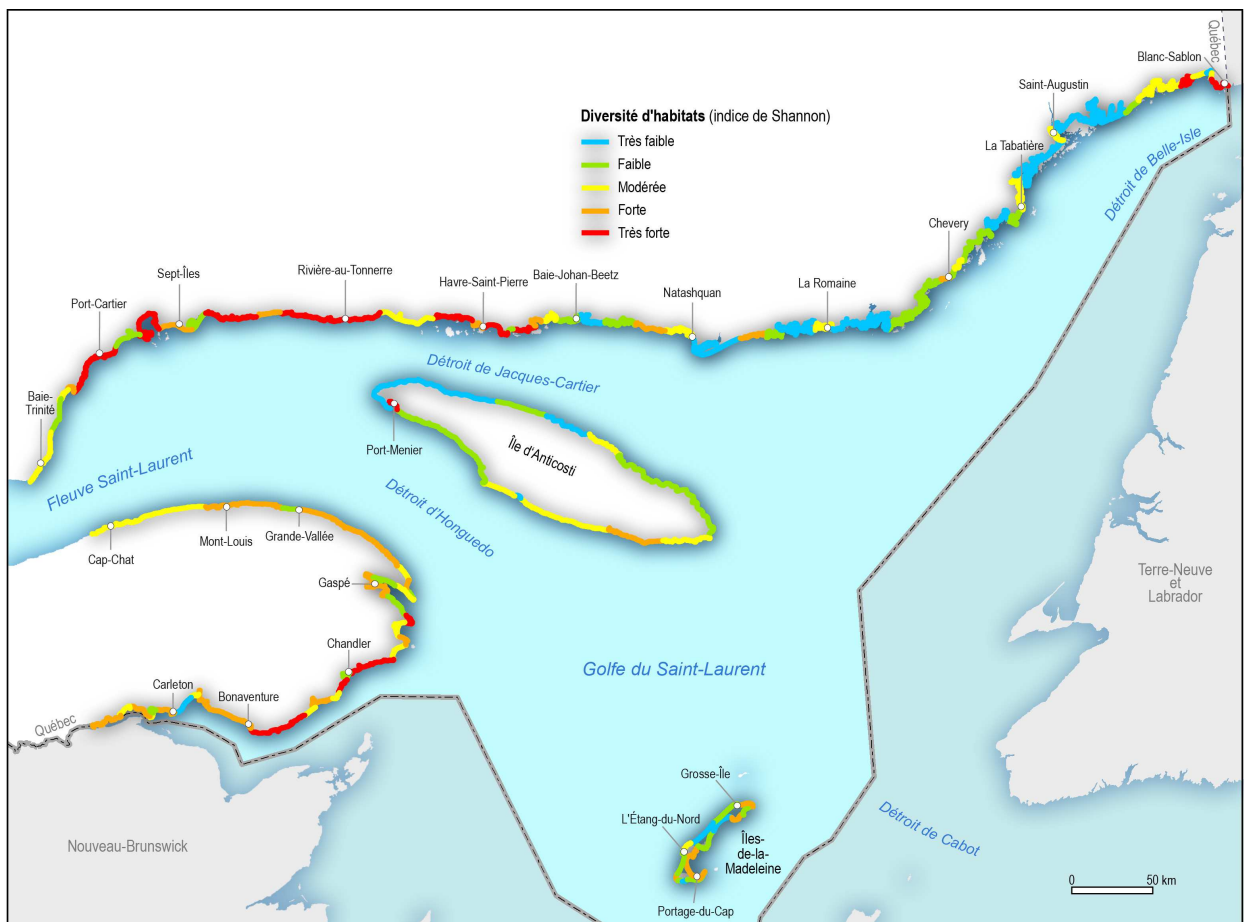 Québec
Blanc-Sablon
Saint-Augustin
Diversité d'habitats (indice de Shannon)
Très faible
Faible
Modérée
Forte
Très forte
La Tabatière
Détroit de Belle-Isle
Chevery
Sept-Îles
Rivière-au-Tonnerre
Havre-Saint-Pierre
Baie-Johan-Beetz
Natashquan
La Romaine
Port-Cartier
Détroit de Jacques-Cartier
Baie-
Trinité
Port-Menier
Île d'Anticosti
Fleuve Saint-Laurent
Détroit d'Honguedo
Cap-Chat
Mont-Louis
Grande-Vallée
Gaspé
Terre-Neuve
et
Labrador
Chandler
Golfe du Saint-Laurent
Carleton
Bonaventure
Québec
Grosse-Île
L'Étang-du-Nord
Îles-
de-la-
Madeleine
Détroit de Cabot
Nouveau-Brunswick
Portage-du-Cap
0 50 km